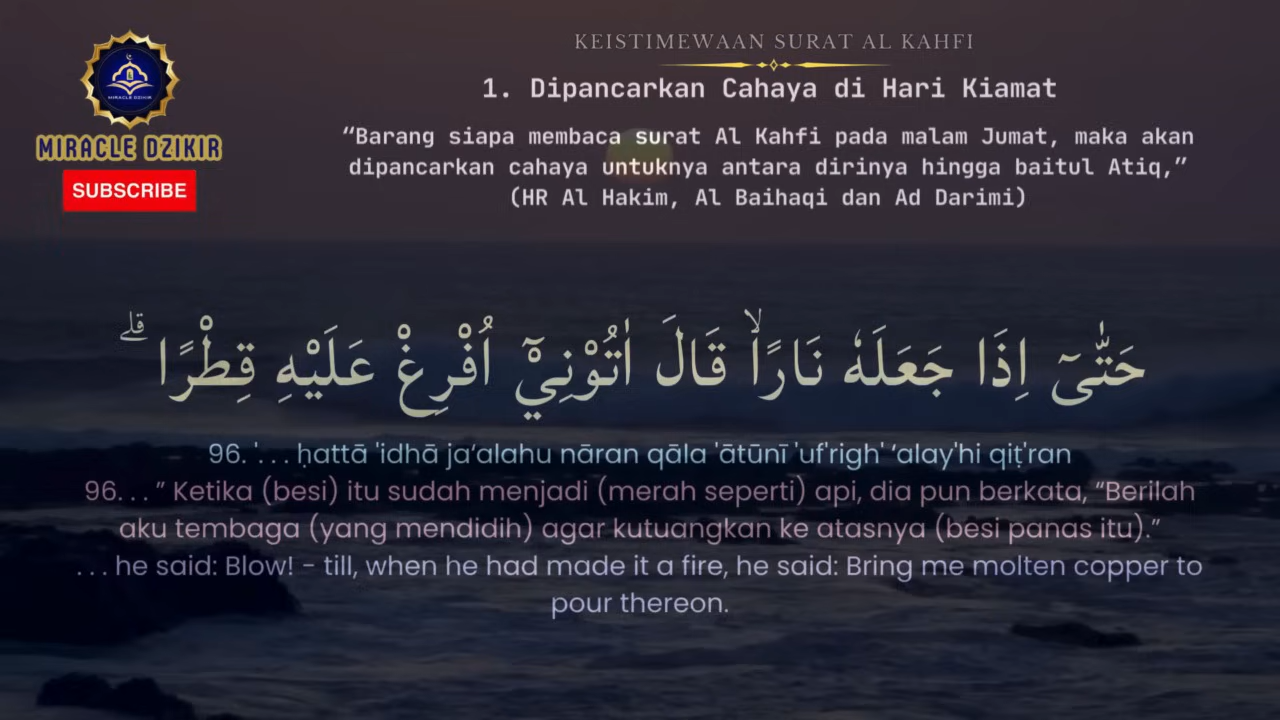 KEISTIMEWAAN SURAT AL KAHFI
1. Dipancarkan Cahaya di Hari Kiamat
“Barang siapa membaca surat Al Kahfi pada malam Jumat, maka akan
dipancarkan cahaya untuknya antara dirinya hingga baitul Atiq,”
(HR Al Hakim, Al Baihaqi dan Ad Darimi)
MIRACLE DZIKIR
MIRACLE DZIKIR
SUBSCRIBE
حَتّٰىٓ اِذَا جَعَلَهٗ نَارًاۙ قَالَ اٰتُوْنِيْٓ اُفْرِغْ عَلَيْهِ قِطْرًا ۗ
96. '. . . ḥattā 'idhā ja‘alahu nāran qāla 'ātūnī 'uf'righ' ‘alay'hi qiṭ'ran
96. . . ” Ketika (besi) itu sudah menjadi (merah seperti) api, dia pun berkata, “Berilah
aku tembaga (yang mendidih) agar kutuangkan ke atasnya (besi panas itu).”
. . . he said: Blow! - till, when he had made it a fire, he said: Bring me molten copper to
pour thereon.